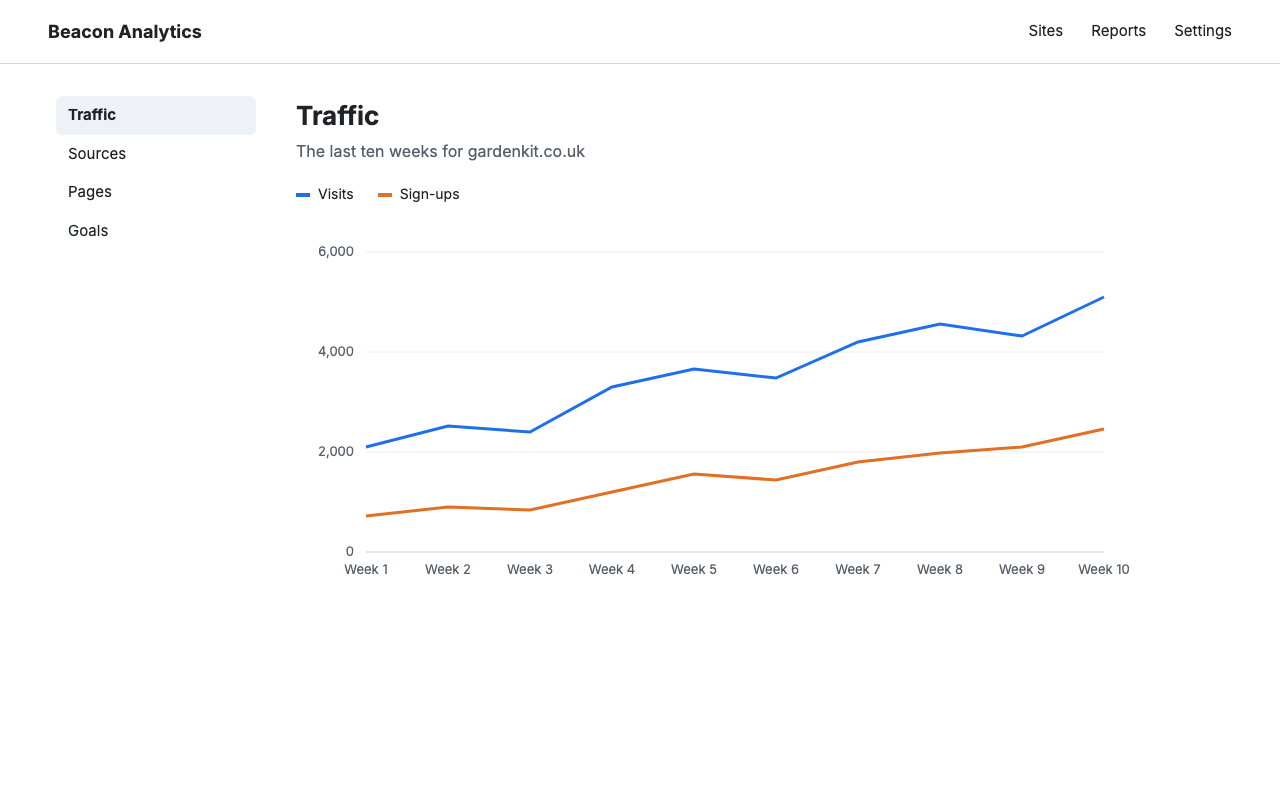 Beacon Analytics
Sites Reports Settings
Traffic
Sources
Pages
Goals
Traffic
The last ten weeks for gardenkit.co.uk
Visits Sign-ups
6,000
4,000
2,000
0
Week 1 Week 2 Week 3 Week 4 Week 5 Week 6 Week 7 Week 8 Week 9 Week 10